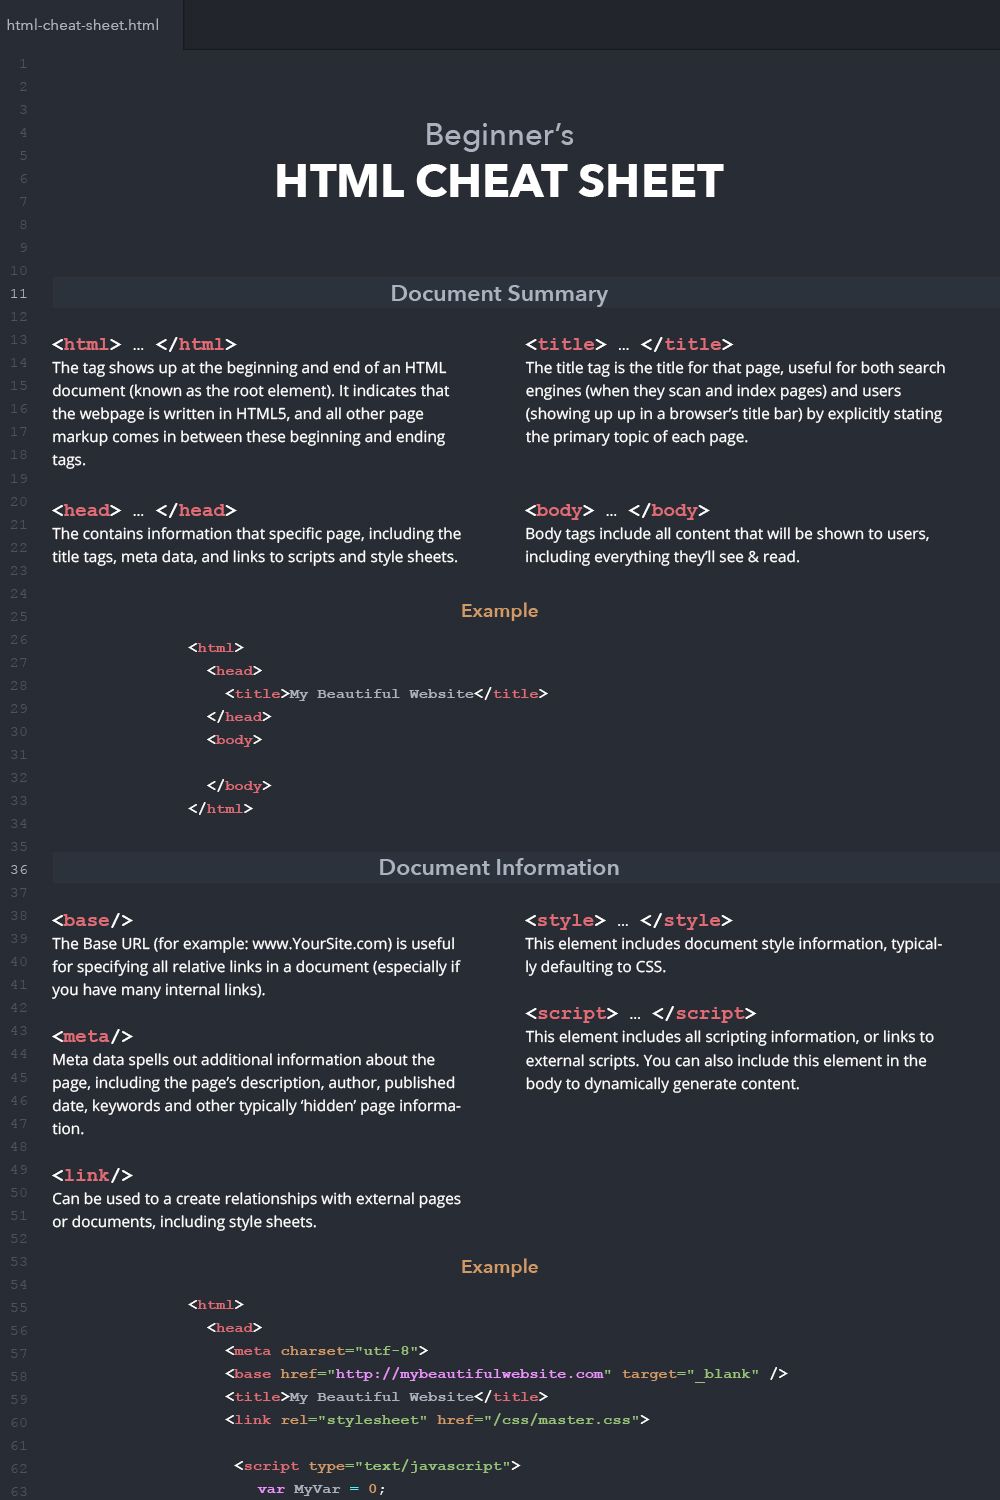 html-cheat-sheet.html
Beginner’s
HTML CHEAT SHEET
1
2
3
4
5
6
7
8
9
10
11
12
13
14
15
16
17
18
19
20
21
22
23
24
25
26
27
28
29
30
31
32
33
34
35
36
37
38
39
40
41
42
43
44
45
46
47
48
49
50
51
52
53
54
55
56
57
58
59
60
61
62
63
Document Summary
<html> … </html>
The tag shows up at the beginning and end of an HTML
document (known as the root element). It indicates that
the webpage is written in HTML5, and all other page
markup comes in between these beginning and ending
tags.
<head> … </head>
The contains information that specific page, including the
title tags, meta data, and links to scripts and style sheets.
<title> … </title>
The title tag is the title for that page, useful for both search
engines (when they scan and index pages) and users
(showing up up in a browser’s title bar) by explicitly stating
the primary topic of each page.
<body> … </body>
Body tags include all content that will be shown to users,
including everything they’ll see & read.
Example
<html>
<head>
<title>My Beautiful Website</title>
</head>
<body>
</body>
</html>
Document Information
<base/>
The Base URL (for example: www.YourSite.com) is useful
for specifying all relative links in a document (especially if
you have many internal links).
<meta/>
Meta data spells out additional information about the
page, including the page’s description, author, published
date, keywords and other typically ‘hidden’ page informa-
tion.
<link/>
Can be used to a create relationships with external pages
or documents, including style sheets.
<style> … </style>
This element includes document style information, typical-
ly defaulting to CSS.
<script> … </script>
This element includes all scripting information, or links to
external scripts. You can also include this element in the
body to dynamically generate content.
Example
<html>
<head>
<meta charset="utf-8">
<base href="http://mybeautifulwebsite.com" target="_blank" />
<title>My Beautiful Website</title>
<link rel="stylesheet" href="/css/master.css">
<script type="text/javascript">
var MyVar = 0;